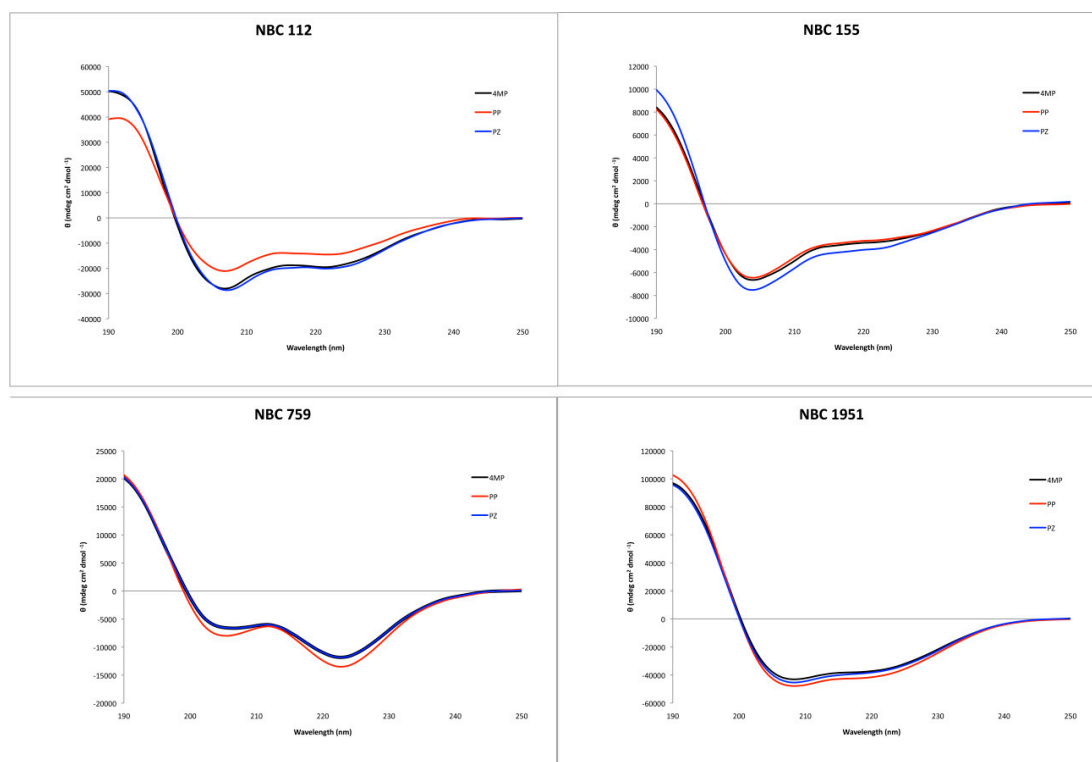 NBC 112
θ (mdeg cm² dmol ⁻¹)
60000
50000
40000
30000
20000
10000
0
-10000
-20000
-30000
-40000
4MP
PP
PZ
190 200 210 220 230 240 250
Wavelength (nm)
NBC 155
θ (mdeg cm² dmol ⁻¹)
12000
10000
8000
6000
4000
2000
0
-2000
-4000
-6000
-8000
-10000
4MP
PP
PZ
190 200 210 220 230 240 250
Wavelength (nm)
NBC 759
θ (mdeg cm² dmol ⁻¹)
25000
20000
15000
10000
5000
0
-5000
-10000
-15000
-20000
4MP
PP
PZ
190 200 210 220 230 240 250
Wavelength (nm)
NBC 1951
θ (mdeg cm² dmol ⁻¹)
120000
100000
80000
60000
40000
20000
0
-20000
-40000
-60000
4MP
PP
PZ
190 200 210 220 230 240 250
Wavelength (nm)